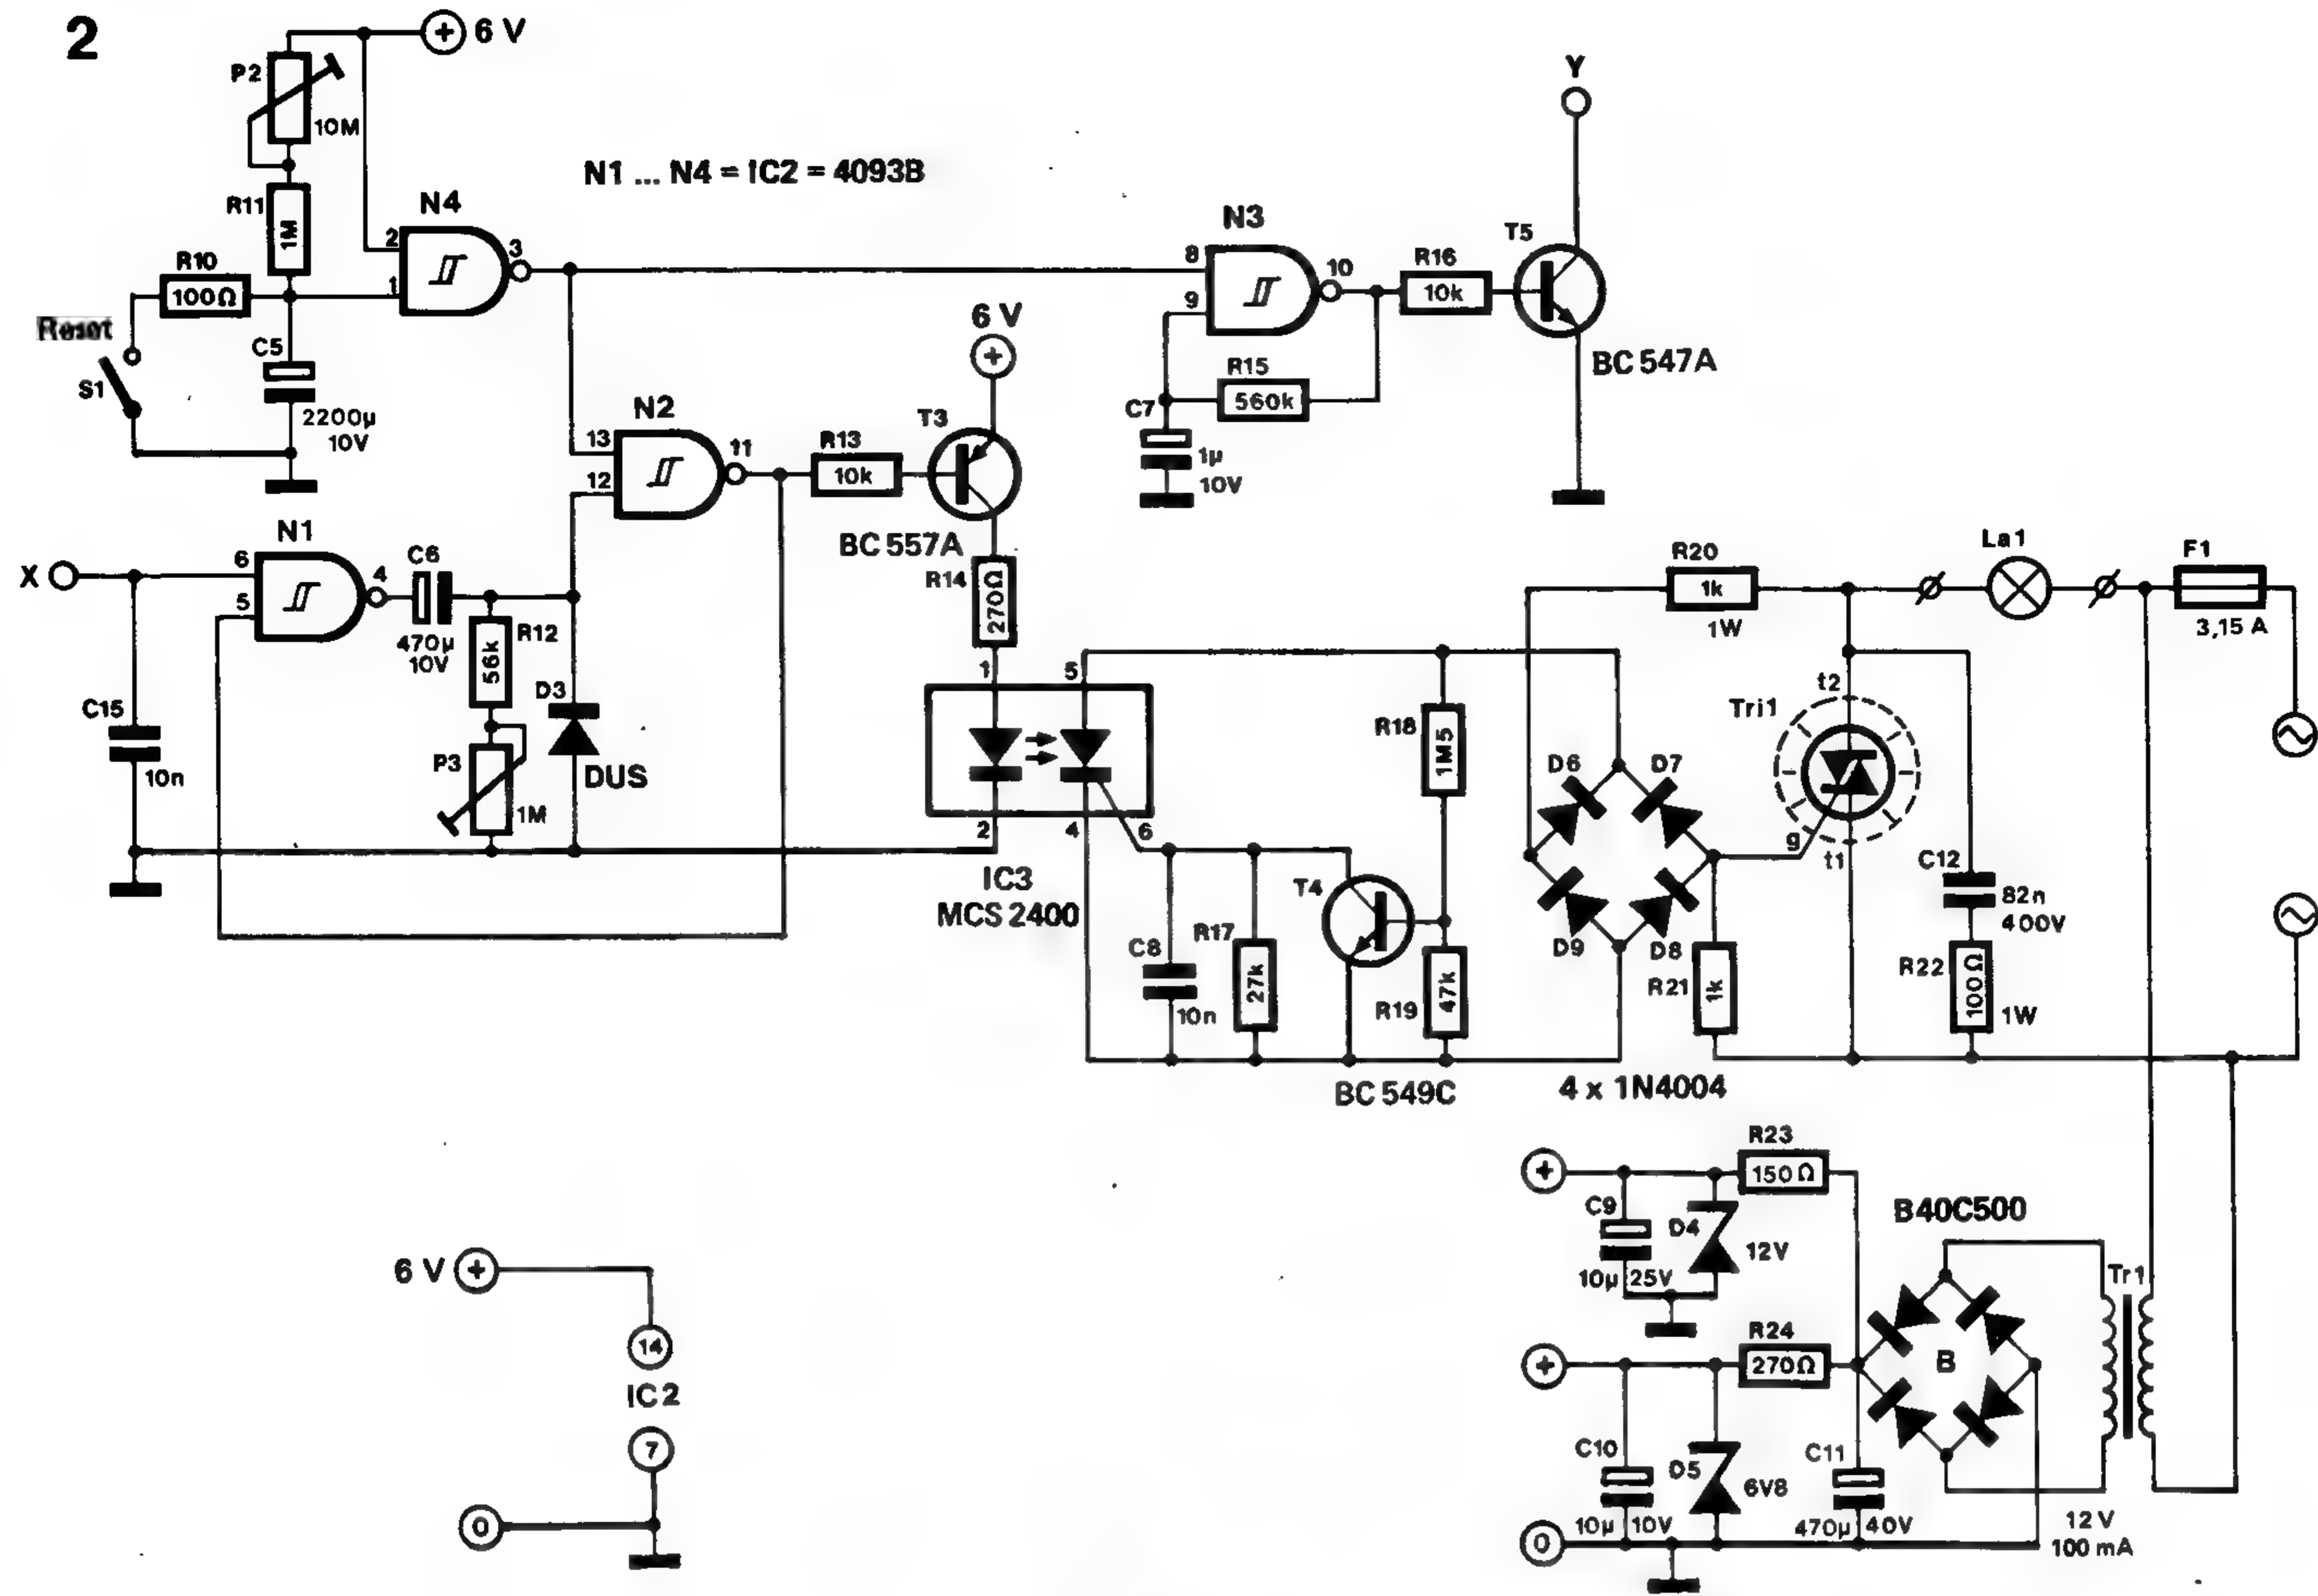 2
6 V
P2
10M
R11
1M
N1 ... N4 = IC2 = 4093B
N4
2
3
1
R10
100Ω
Reset
S1
C5
2200µ
10V
Y
N3
8
9
10
R16
10k
T5
BC 547A
R15
560k
C7
1µ
10V
6 V
N2
13
12
11
R13
10k
T3
BC 557A
R14
270Ω
X
N1
6
5
4
C6
470µ
10V
R12
56k
D3
DUS
P3
1M
C15
10n
1
5
2
4
6
IC3
MCS 2400
R18
1M5
T4
C8
10n
R17
27k
R19
47k
BC 549C
R20
1k
1W
La1
F1
3,15 A
t2
Tri1
g
t1
D6
D7
D9
D8
R21
1k
C12
82n
400V
R22
100Ω
1W
4 x 1N4004
R23
150 Ω
C9
10µ 25V
D4
12V
B40C500
B
Tr1
R24
270Ω
C10
10µ 10V
D5
6V8
C11
470µ 40V
0
12 V
100 mA
6 V
14
IC 2
7
0